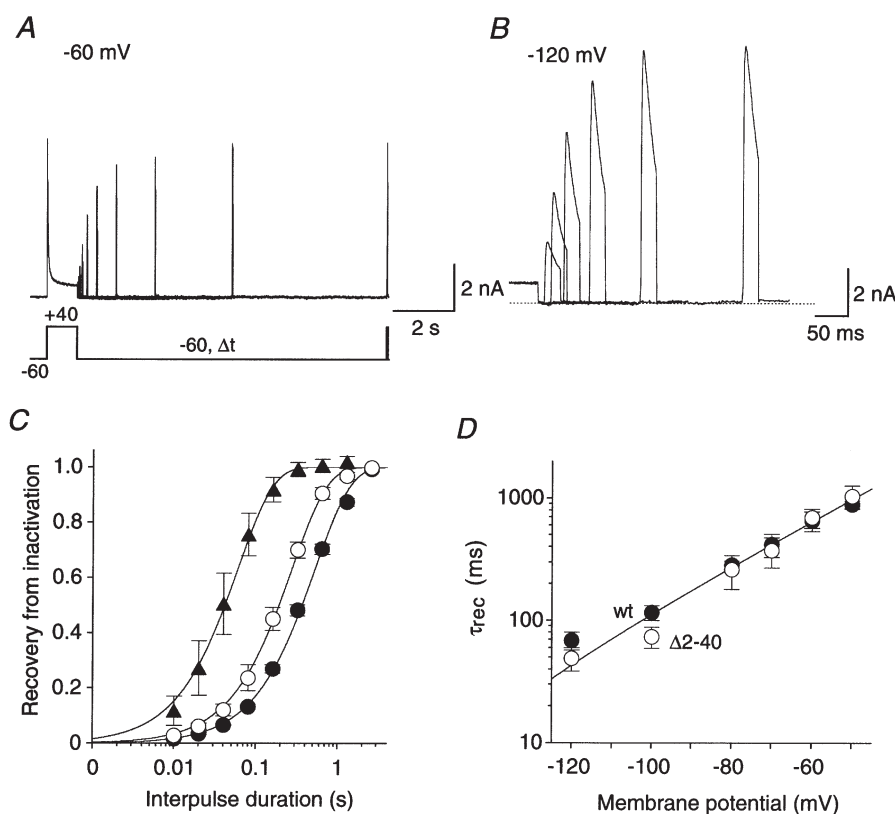 A
-60 mV
2 nA
2 s
+40
-60, Δt
-60
B
-120 mV
2 nA
50 ms
C
Recovery from inactivation
1.0
0.8
0.6
0.4
0.2
0
0 0.01 0.1 1
Interpulse duration (s)
D
τrec (ms)
1000
100
10
wt
Δ2-40
-120 -100 -80 -60
Membrane potential (mV)